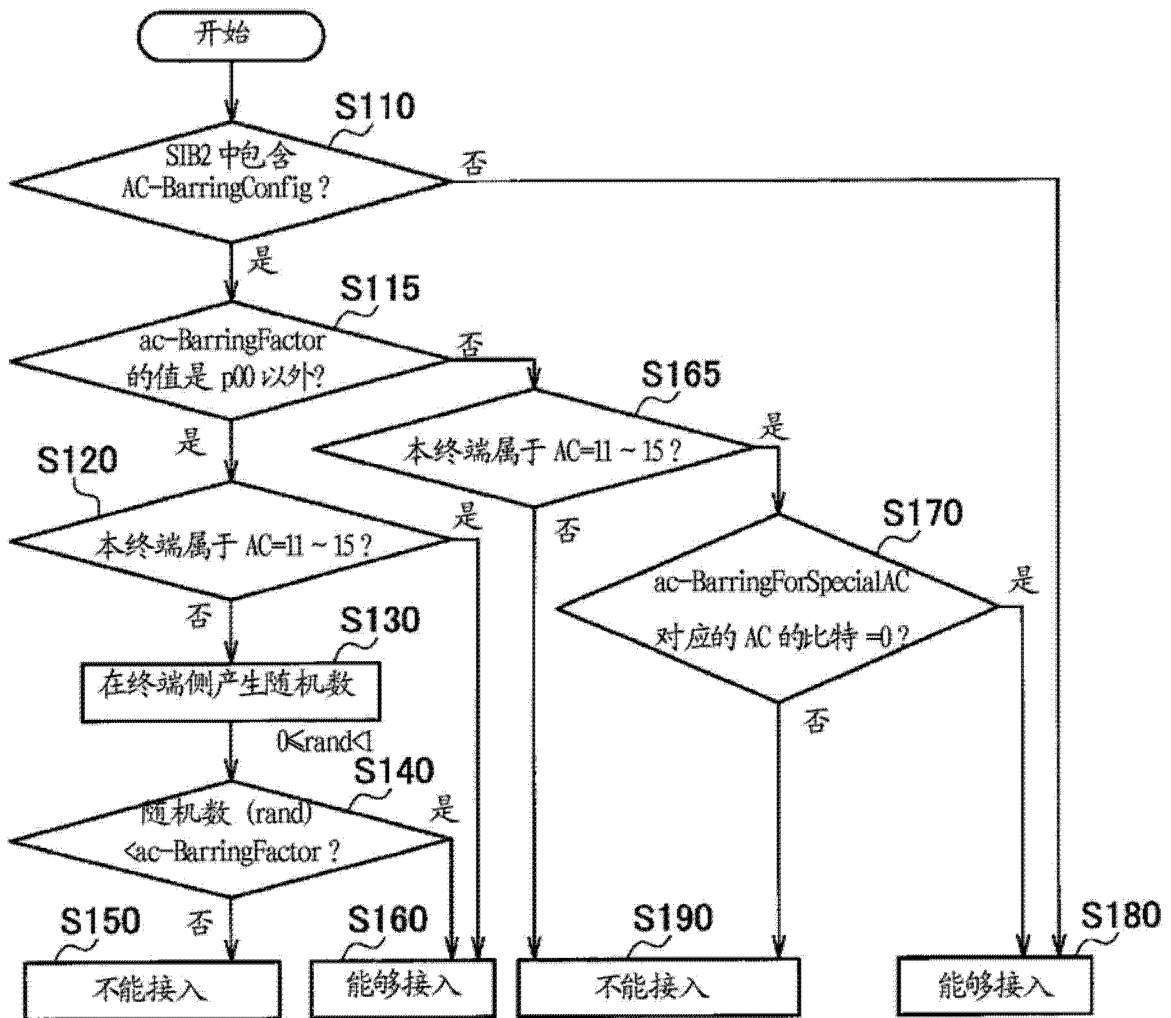 开始
S110
SIB2 中包含
AC-BarringConfig?
否
是
S115
ac-BarringFactor
的值是 p00 以外?
否
是
S165
本终端属于 AC=11~15?
是
否
S120
本终端属于 AC=11~15?
是
否
S170
ac-BarringForSpecialAC
对应的 AC 的比特 =0?
是
否
S130
在终端侧产生随机数
0≤rand<1
S140
随机数 (rand)
<ac-BarringFactor?
是
否
S150
不能接入
S160
能够接入
S190
不能接入
S180
能够接入